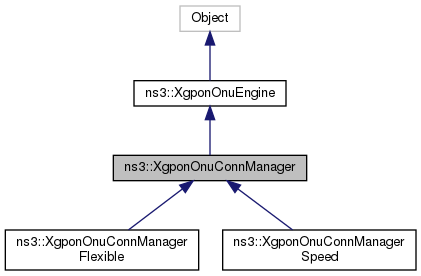 Object
ns3::XgponOnuEngine
ns3::XgponOnuConnManager
ns3::XgponOnuConnManager
Flexible
ns3::XgponOnuConnManager
Speed